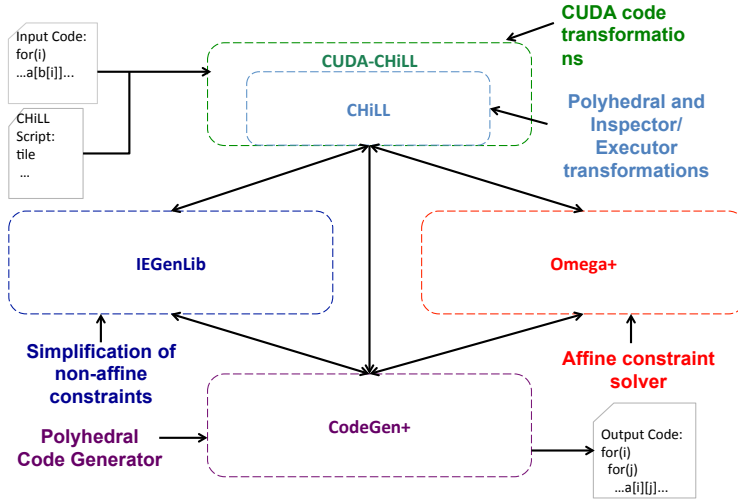 Input Code:
for(i)
...a[b[i]]...
CHiLL
Script:
tile
...
CUDA-CHiLL
CHiLL
CUDA code
transformatio
ns
Polyhedral and
Inspector/
Executor
transformations
IEGenLib
Omega+
Simplification of
non-affine
constraints
Affine constraint
solver
CodeGen+
Polyhedral
Code Generator
Output Code:
for(i)
for(j)
...a[i][j]...